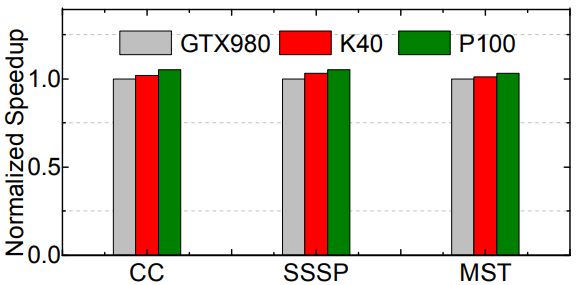 Normalized Speedup
GTX980 K40 P100
1.0
0.5
0.0
CC SSSP MST